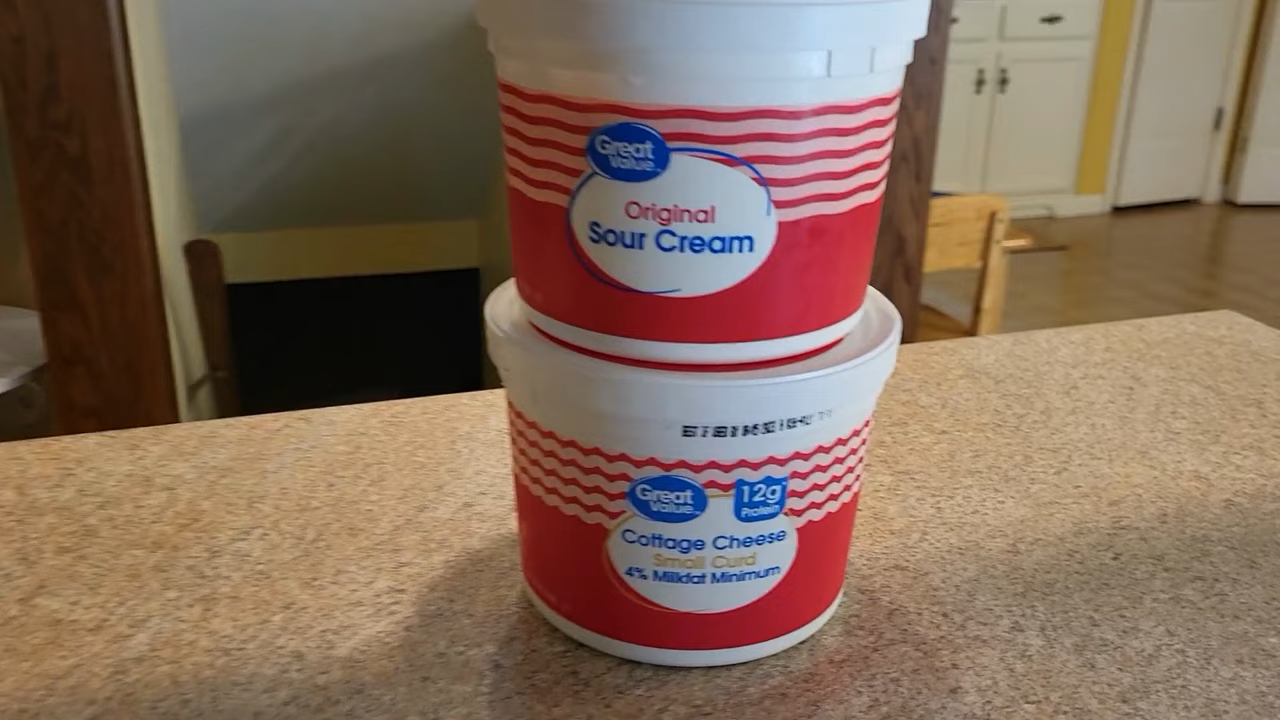 Great
Value
Original
Sour Cream
Great
Value
12g
Protein
Cottage Cheese
Small Curd
4% Milkfat Minimum